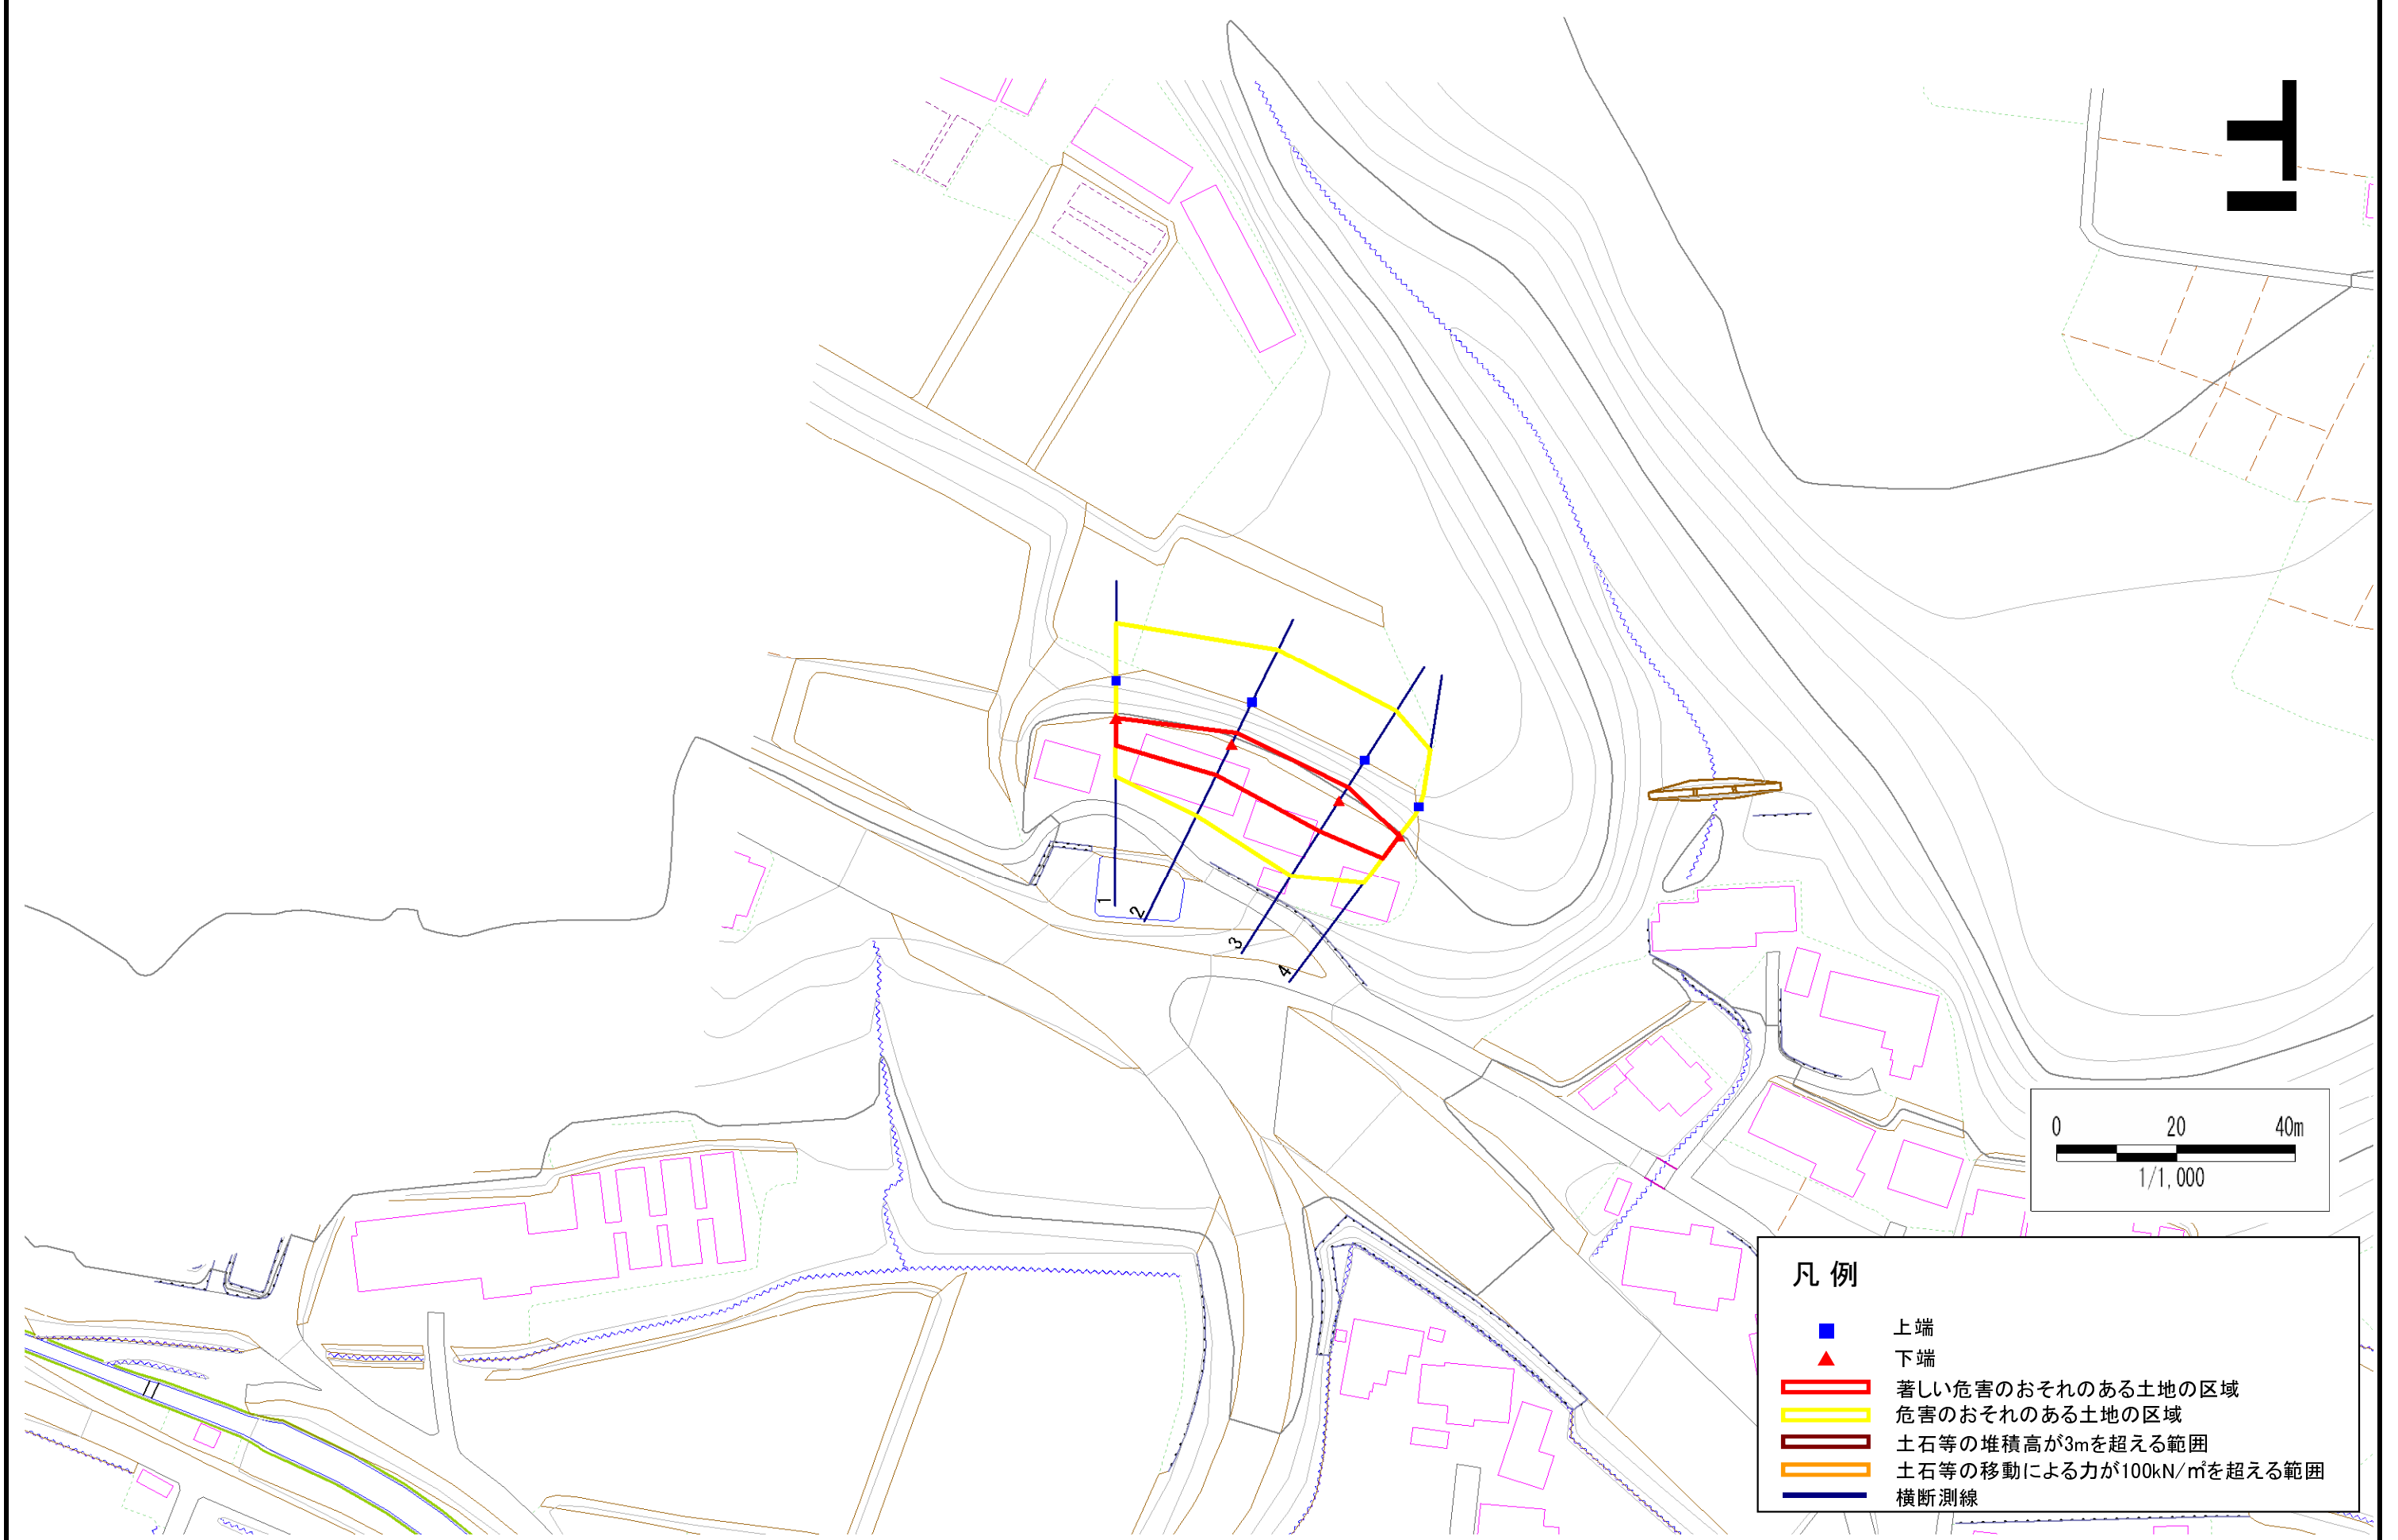 1
2
3
4
0 20 40m
1/1,000
凡 例
上端
下端
著しい危害のおそれのある土地の区域
危害のおそれのある土地の区域
土石等の堆積高が3mを超える範囲
土石等の移動による力が100kN/㎡を超える範囲
横断測線